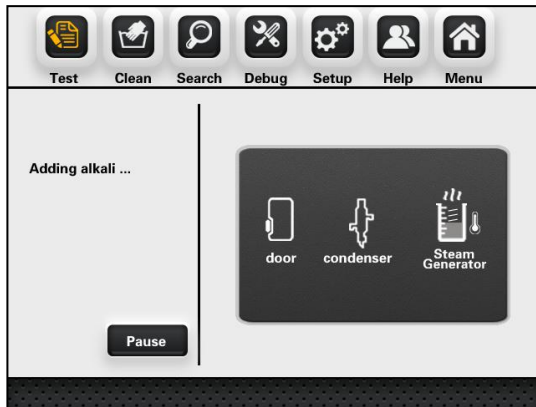 Test Clean Search Debug Setup Help Menu
Adding alkali ...
door condenser Steam Generator
Pause